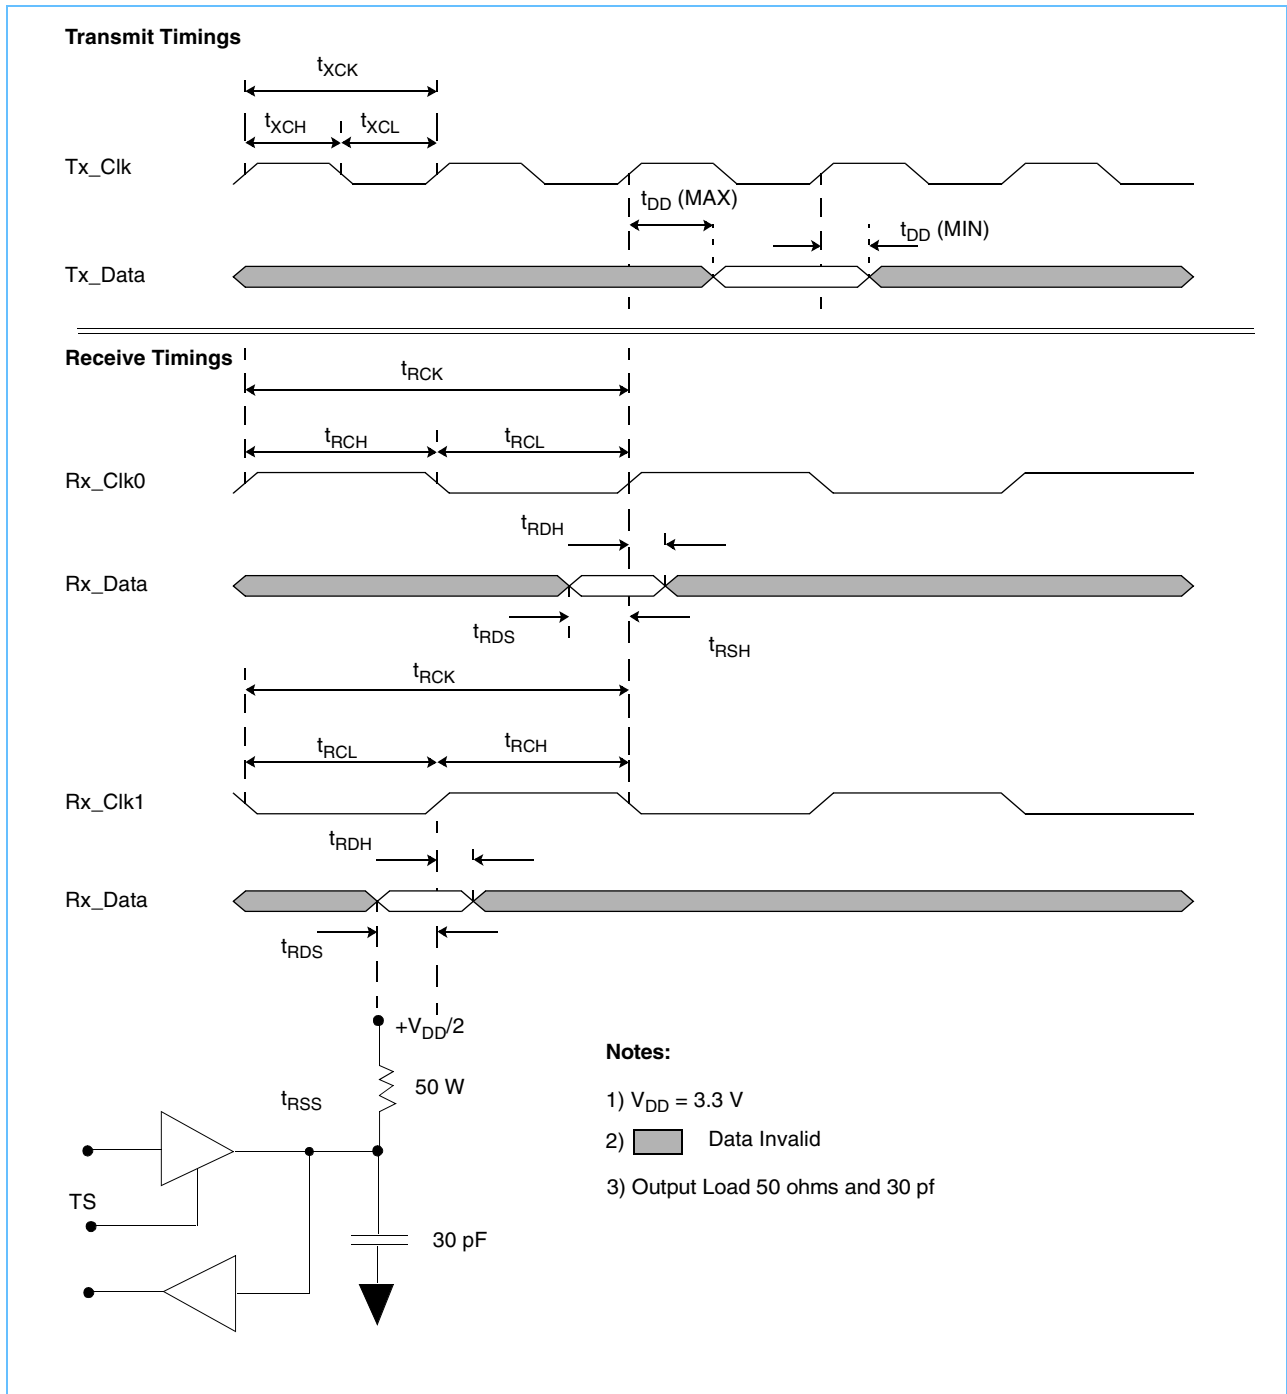 Transmit Timings
tXCK
tXCH tXCL
Tx_Clk
tDD (MAX)
tDD (MIN)
Tx_Data
Receive Timings
tRCK
tRCH tRCL
Rx_Clk0
tRDH
Rx_Data
tRDS tRSH
tRCK
tRCL tRCH
Rx_Clk1
tRDH
Rx_Data
tRDS
+VDD/2
50 W
tRSS
TS
30 pF
Notes:
1) VDD = 3.3 V
2) Data Invalid
3) Output Load 50 ohms and 30 pf